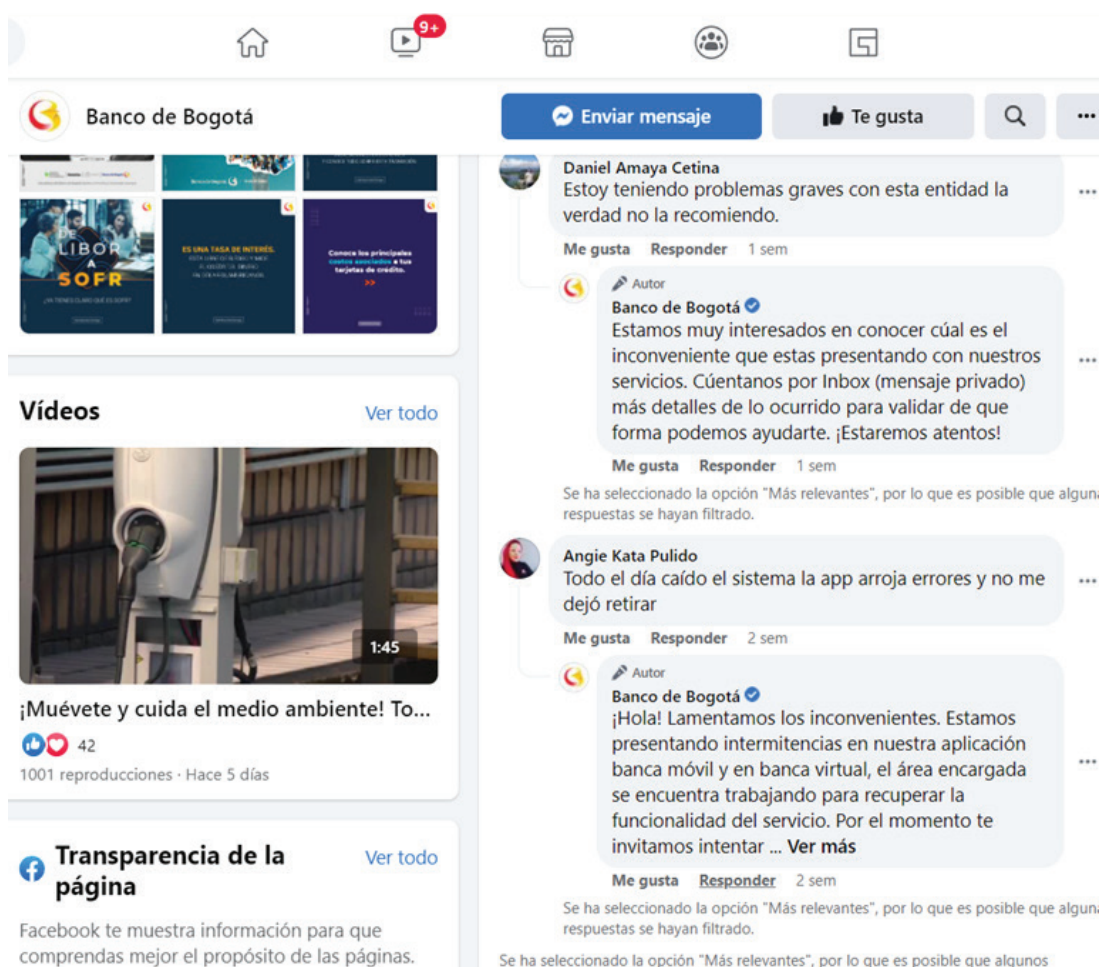 9+
Banco de Bogotá
Enviar mensaje
Te gusta
DE
LIBOR
A
SOFR
¿YA TIENES CLARO QUÉ ES SOFR?
ES UNA TASA DE INTERÉS,
Conoce los principales
costos asociados a tus
tarjetas de crédito.
>>
Vídeos
Ver todo
1:45
¡Muévete y cuida el medio ambiente! To...
42
1001 reproducciones · Hace 5 días
Transparencia de la
página
Ver todo
Facebook te muestra información para que
comprendas mejor el propósito de las páginas.
Daniel Amaya Cetina
Estoy teniendo problemas graves con esta entidad la
verdad no la recomiendo.
Me gusta Responder 1 sem
Autor
Banco de Bogotá
Estamos muy interesados en conocer cúal es el
inconveniente que estas presentando con nuestros
servicios. Cúentanos por Inbox (mensaje privado)
más detalles de lo ocurrido para validar de que
forma podemos ayudarte. ¡Estaremos atentos!
Me gusta Responder 1 sem
Se ha seleccionado la opción "Más relevantes", por lo que es posible que alguna
respuestas se hayan filtrado.
Angie Kata Pulido
Todo el día caído el sistema la app arroja errores y no me
dejó retirar
Me gusta Responder 2 sem
Autor
Banco de Bogotá
¡Hola! Lamentamos los inconvenientes. Estamos
presentando intermitencias en nuestra aplicación
banca móvil y en banca virtual, el área encargada
se encuentra trabajando para recuperar la
funcionalidad del servicio. Por el momento te
invitamos intentar ... Ver más
Me gusta Responder 2 sem
Se ha seleccionado la opción "Más relevantes", por lo que es posible que alguna
respuestas se hayan filtrado.
Se ha seleccionado la opción "Más relevantes", por lo que es posible que algunos